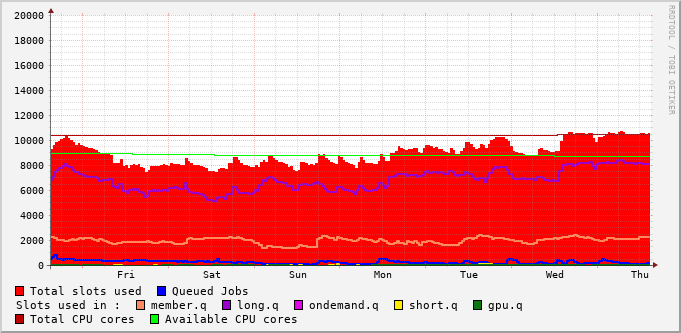 20000
18000
16000
14000
12000
10000
8000
6000
4000
2000
0
Fri Sat Sun Mon Tue Wed Thu
Total slots used Queued Jobs
Slots used in : member.q long.q ondemand.q short.q gpu.q
Total CPU cores Available CPU cores
RRDTOOL / TOBI OETIKER